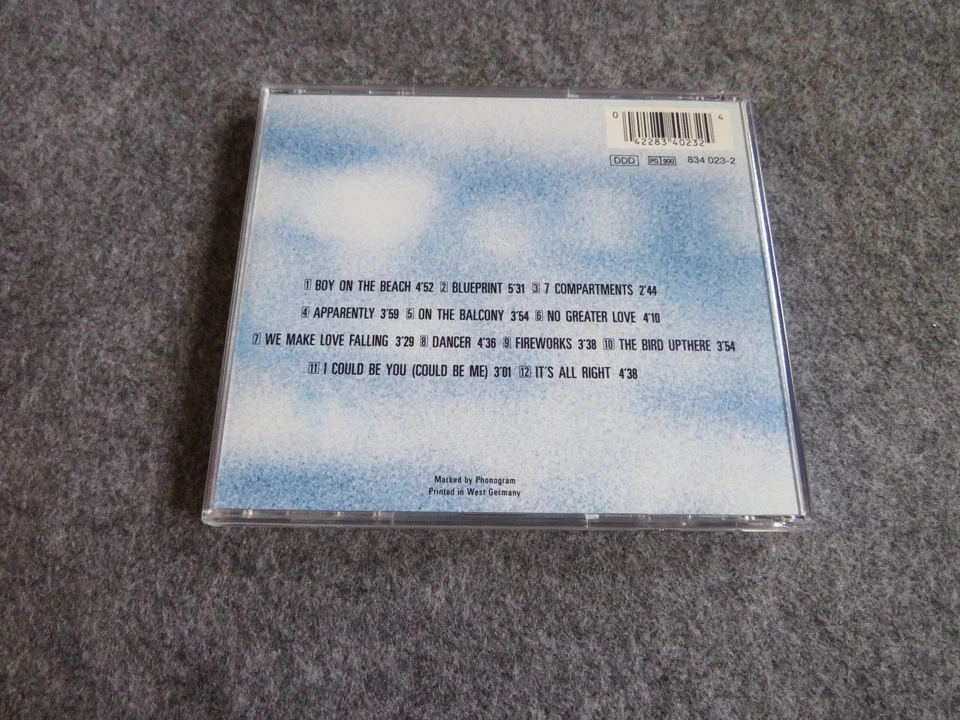 0 42283 40232 4
DDD PG 900 834 023-2
1 BOY ON THE BEACH 4'52 2 BLUEPRINT 5'31 3 7 COMPARTMENTS 2'44
4 APPARENTLY 3'59 5 ON THE BALCONY 3'54 6 NO GREATER LOVE 4'10
7 WE MAKE LOVE FALLING 3'29 8 DANCER 4'36 9 FIREWORKS 3'38 10 THE BIRD UPTHERE 3'54
11 I COULD BE YOU (COULD BE ME) 3'01 12 IT'S ALL RIGHT 4'38
Marked by Phonogram
Printed in West Germany